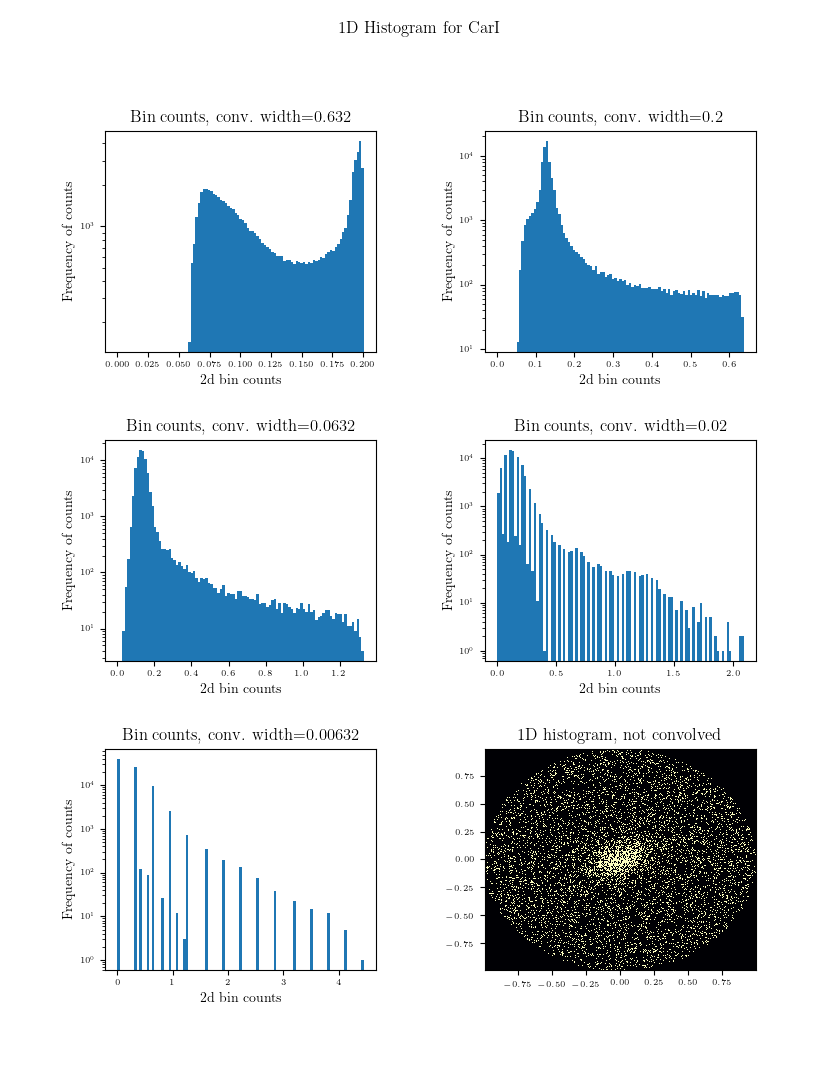 1D Histogram for CarI
Bin counts, conv. width=0.632
Frequency of counts
10³
0.000 0.025 0.050 0.075 0.100 0.125 0.150 0.175 0.200
2d bin counts
Bin counts, conv. width=0.2
Frequency of counts
10⁴
10³
10²
10¹
0.0 0.1 0.2 0.3 0.4 0.5 0.6
2d bin counts
Bin counts, conv. width=0.0632
Frequency of counts
10⁴
10³
10²
10¹
0.0 0.2 0.4 0.6 0.8 1.0 1.2
2d bin counts
Bin counts, conv. width=0.02
Frequency of counts
10⁴
10³
10²
10¹
10⁰
0.0 0.5 1.0 1.5 2.0
2d bin counts
Bin counts, conv. width=0.00632
Frequency of counts
10⁴
10³
10²
10¹
10⁰
0 1 2 3 4
2d bin counts
1D histogram, not convolved
0.75
0.50
0.25
0.00
−0.25
−0.50
−0.75
−0.75 −0.50 −0.25 0.00 0.25 0.50 0.75